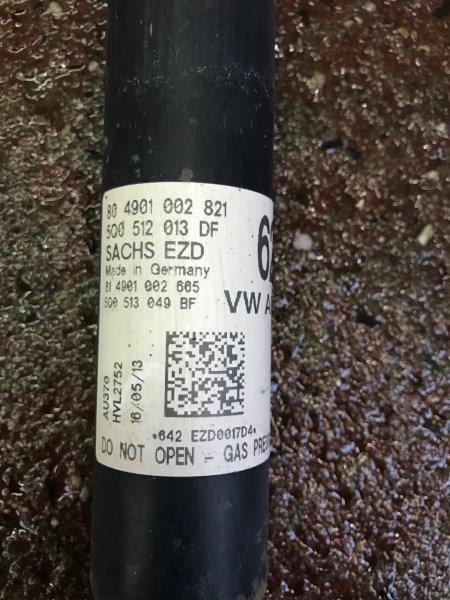 80 4901 002 821
5Q0 512 013 DF
SACHS EZD
Made in Germany
81 4901 002 665
5Q0 513 049 BF
VW A
AU370
HVL2752
16/05/13
*642 EZD0017D4*
DO NOT OPEN - GAS